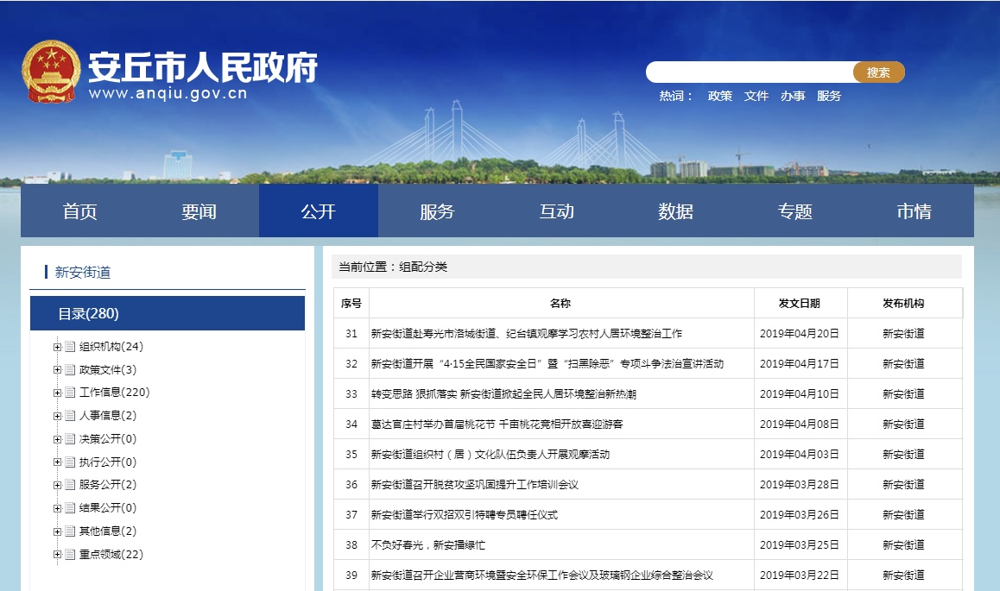 安丘市人民政府
www.anqiu.gov.cn
搜索
热词： 政策 文件 办事 服务
首页 要闻 公开 服务 互动 数据 专题 市情
新安街道
目录(280)
组织机构(24)
政策文件(3)
工作信息(220)
人事信息(2)
决策公开(0)
执行公开(0)
服务公开(2)
结果公开(0)
其他信息(2)
重点领域(22)
当前位置：组配分类
序号 名称 发文日期 发布机构
31 新安街道赴寿光市洛城街道、纪台镇观摩学习农村人居环境整治工作 2019年04月20日 新安街道
32 新安街道开展“4·15全民国家安全日”暨“扫黑除恶”专项斗争法治宣讲活动 2019年04月17日 新安街道
33 转变思路 狠抓落实 新安街道掀起全民人居环境整治新热潮 2019年04月10日 新安街道
34 葛达官庄村举办首届桃花节 千亩桃花竞相开放喜迎游客 2019年04月08日 新安街道
35 新安街道组织村（居）文化队伍负责人开展观摩活动 2019年04月03日 新安街道
36 新安街道召开脱贫攻坚巩固提升工作培训会议 2019年03月28日 新安街道
37 新安街道举行双招双引特聘专员聘任仪式 2019年03月26日 新安街道
38 不负好春光，新安播绿忙 2019年03月25日 新安街道
39 新安街道召开企业营商环境暨安全环保工作会议及玻璃钢企业综合整治会议 2019年03月22日 新安街道